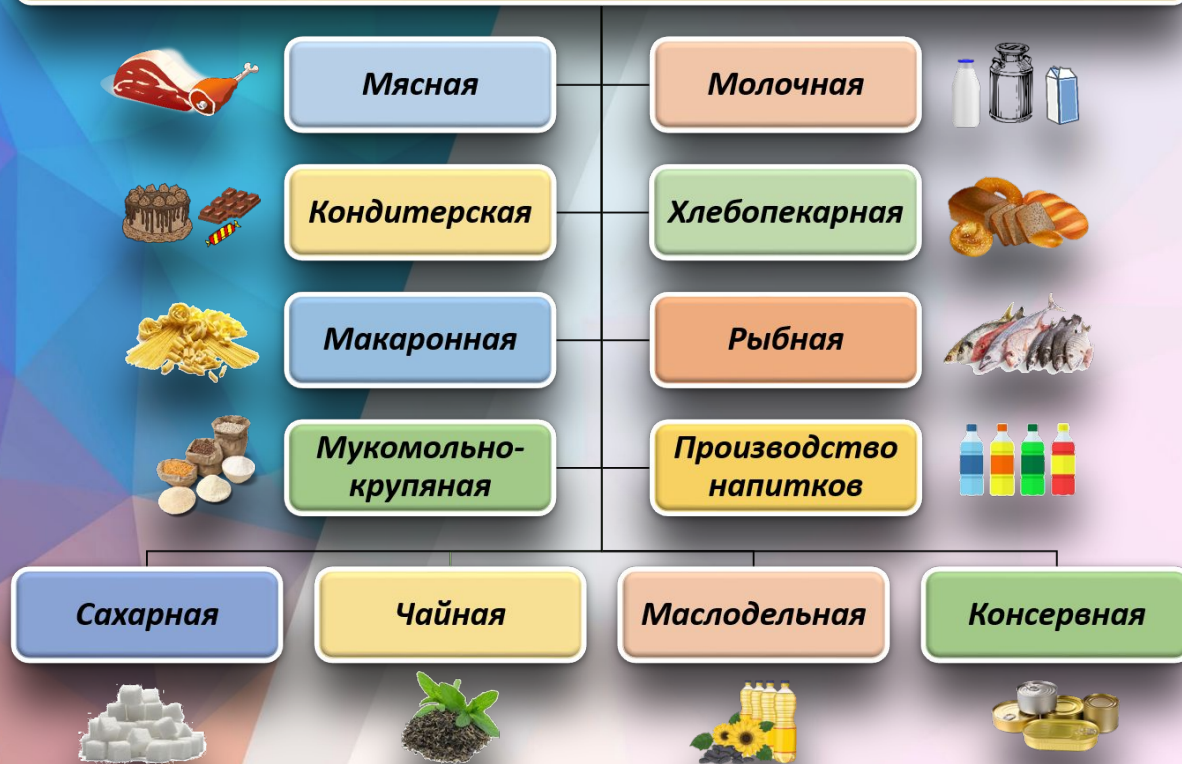 Мясная
Молочная
Кондитерская
Хлебопекарная
Макаронная
Рыбная
Мукомольно-
крупяная
Производство
напитков
Сахарная
Чайная
Маслодельная
Консервная